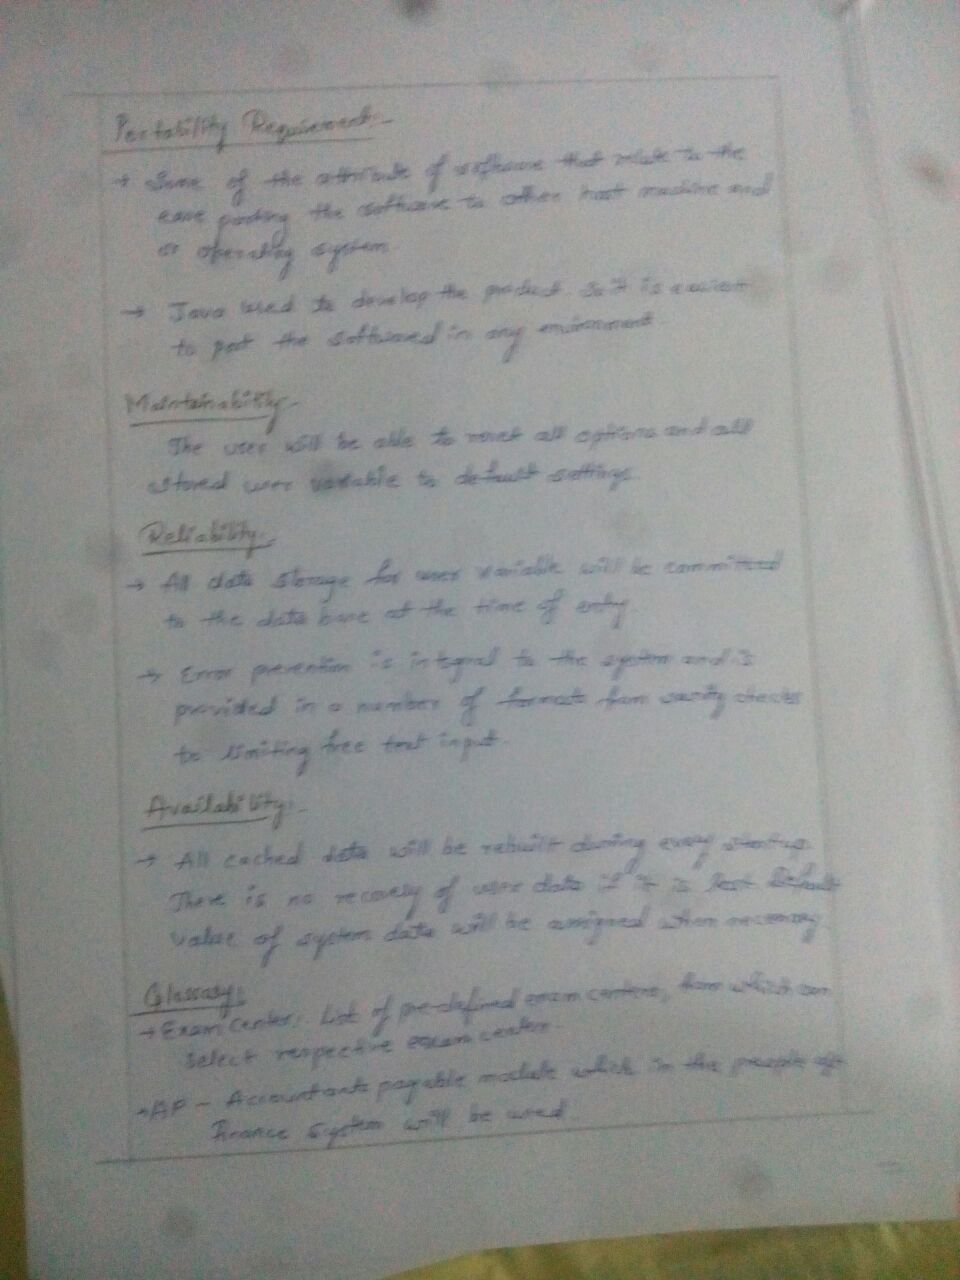 Portability Requirement:-
→ Some of the attribute of software that relate to the
ease porting the software to other host machine and
or operating system
→ Java used to develop the product. So it is easiest
to port the software in any environment.
Maintainability:-
The user will be able to reset all options and all
stored user variable to default settings
Reliability:-
→ All data storage for user variable will be committed
to the data base at the time of entry
→ Error prevention is integral to the system and is
provided in a number of formats from sanity checks
to limiting free text input.
Availability:-
→ All cached data will be rebuilt during every startup.
There is no recovery of user data if it is lost Default
value of system data will be assigned when necessary.
Glossary:
→ Exam Center: List of pre-defined exam centers, from which can
select respective exam center.
→ AP - Accountants payable module which in the people
finance system will be used.